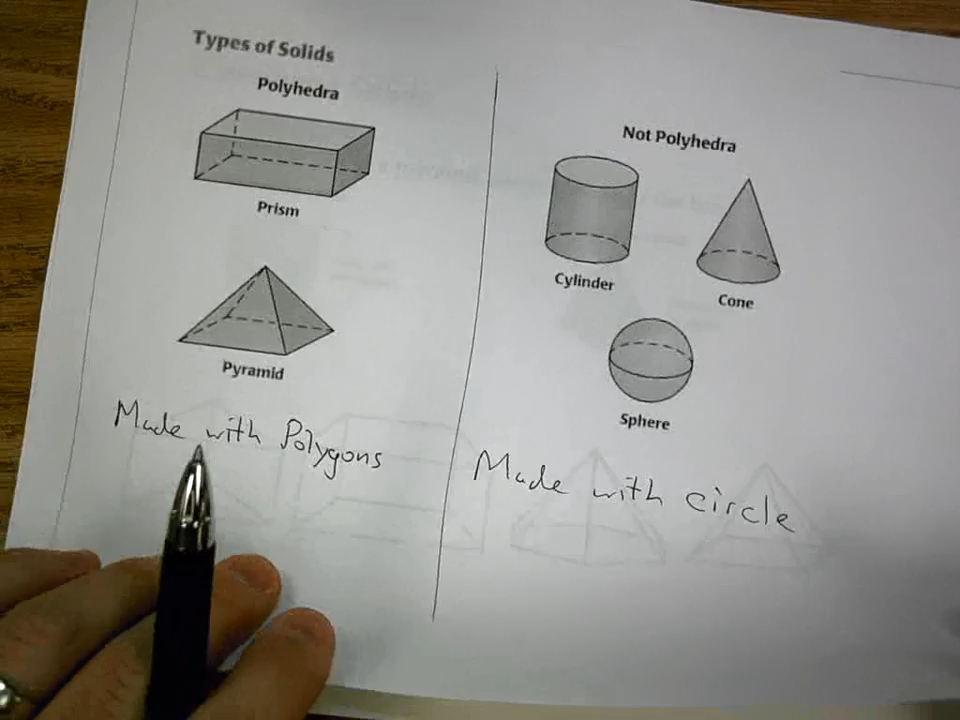 Types of Solids
Polyhedra
Prism
Pyramid
Made with Polygons
Not Polyhedra
Cylinder
Cone
Sphere
Made with circle